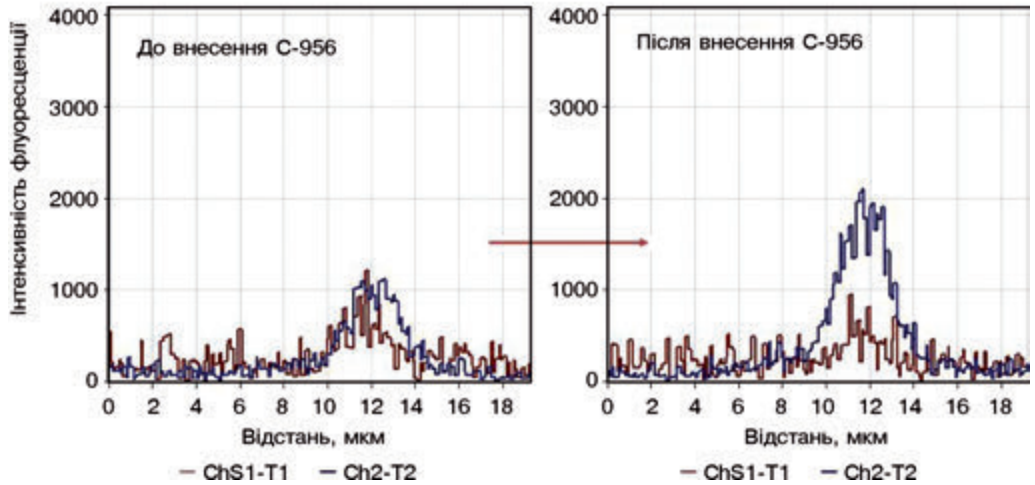 Інтенсивність флуоресценції
4000
3000
2000
1000
0
До внесення С-956
0 2 4 6 8 10 12 14 16 18
Відстань, мкм
ChS1-T1 Ch2-T2
4000
3000
2000
1000
0
Після внесення С-956
0 2 4 6 8 10 12 14 16 18
Відстань, мкм
ChS1-T1 Ch2-T2